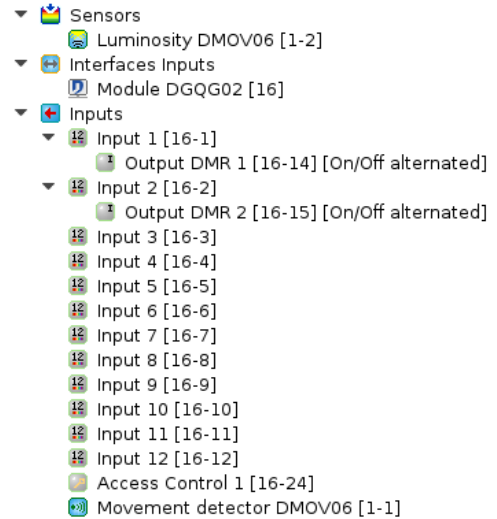 Sensors
Luminosity DMOV06 [1-2]
Interfaces Inputs
Module DGQG02 [16]
Inputs
Input 1 [16-1]
Output DMR 1 [16-14] [On/Off alternated]
Input 2 [16-2]
Output DMR 2 [16-15] [On/Off alternated]
Input 3 [16-3]
Input 4 [16-4]
Input 5 [16-5]
Input 6 [16-6]
Input 7 [16-7]
Input 8 [16-8]
Input 9 [16-9]
Input 10 [16-10]
Input 11 [16-11]
Input 12 [16-12]
Access Control 1 [16-24]
Movement detector DMOV06 [1-1]